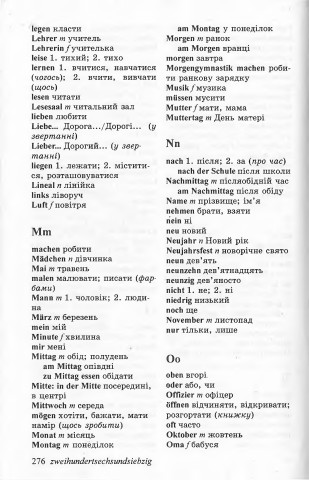 legen класти
Lehrer m учитель
Lehrerin f учителька
leise 1. тихий; 2. тихо
lernen 1. вчитися, навчатися
(чогось); 2. вчити, вивчати
(щось)
lesen читати
Lesesaal m читальний зал
lieben любити
Liebe... Дорога.../Дорогі... (у
звертанні)
Lieber... Дорогий... (у звер-
танні)
liegen 1. лежати; 2. містити-
ся, розташовуватися
Lineal n лінійка
links ліворуч
Luft f повітря
Mm
machen робити
Mädchen n дівчинка
Mai m травень
malen малювати; писати (фар-
бами)
Mann m 1. чоловік; 2. люди-
на
März m березень
mein мій
Minute f хвилина
mir мені
Mittag m обід; полудень
am Mittag опівдні
zu Mittag essen обідати
Mitte: in der Mitte посередині,
в центрі
Mittwoch m середа
mögen хотіти, бажати, мати
намір (щось зробити)
Monat m місяць
Montag m понеділок
276 zweihundertsechsundsiebzig
am Montag у понеділок
Morgen m ранок
am Morgen вранці
morgen завтра
Morgengymnastik machen роби-
ти ранкову зарядку
Musik f музика
müssen мусити
Mutter f мати, мама
Muttertag m День матері
Nn
nach 1. після; 2. за (про час)
nach der Schule після школи
Nachmittag m післяобідній час
am Nachmittag після обіду
Name m прізвище; ім'я
nehmen брати, взяти
nein ні
neu новий
Neujahr n Новий рік
Neujahrsfest n новорічне свято
neun дев'ять
neunzehn дев'ятнадцять
neunzig дев'яносто
nicht 1. не; 2. ні
niedrig низький
noch ще
November m листопад
nur тільки, лише
Oo
oben вгорі
oder або, чи
Offizier m офіцер
öffnen відчиняти, відкривати;
розгортати (книжку)
oft часто
Oktober m жовтень
Oma f бабуся